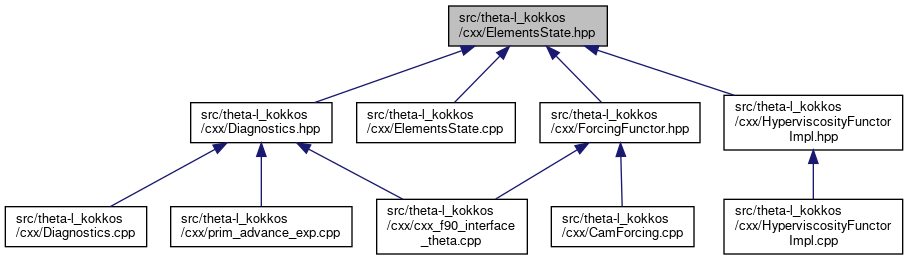 src/theta-l_kokkos
/cxx/ElementsState.hpp
src/theta-l_kokkos
/cxx/Diagnostics.hpp
src/theta-l_kokkos
/cxx/ElementsState.cpp
src/theta-l_kokkos
/cxx/ForcingFunctor.hpp
src/theta-l_kokkos
/cxx/HyperviscosityFunctor
Impl.hpp
src/theta-l_kokkos
/cxx/Diagnostics.cpp
src/theta-l_kokkos
/cxx/prim_advance_exp.cpp
src/theta-l_kokkos
/cxx/cxx_f90_interface
_theta.cpp
src/theta-l_kokkos
/cxx/CamForcing.cpp
src/theta-l_kokkos
/cxx/HyperviscosityFunctor
Impl.cpp